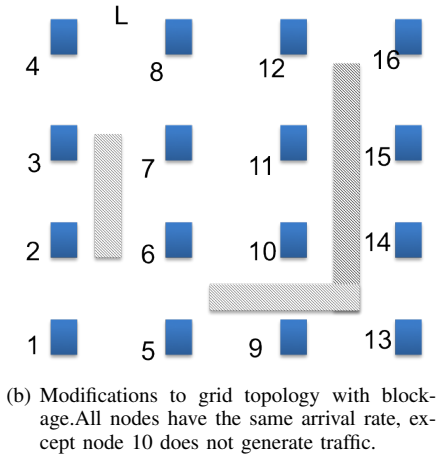 L
4 8 12 16
3 7 11 15
2 6 10 14
1 5 9 13
(b) Modifications to grid topology with block-
age.All nodes have the same arrival rate, ex-
cept node 10 does not generate traffic.